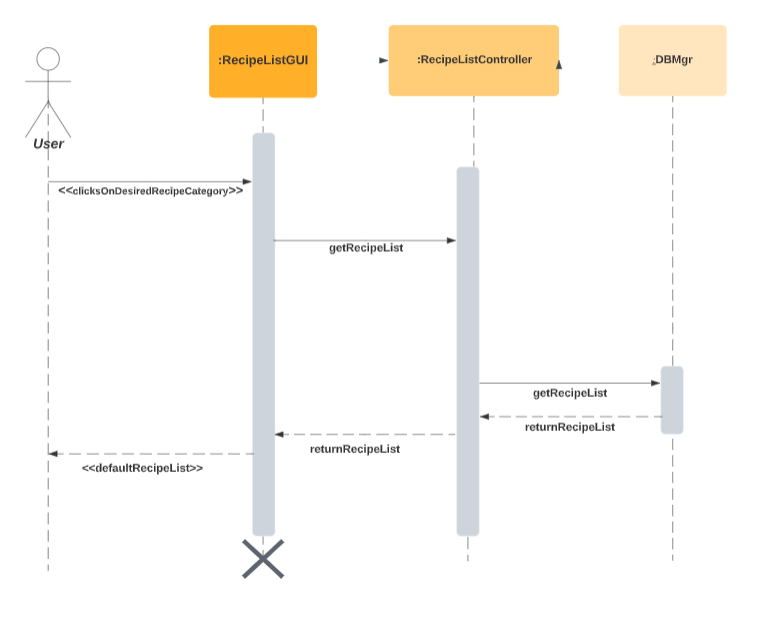 :RecipeListGUI
:RecipeListController
:DBMgr
User
<<clicksOnDesiredRecipeCategory>>
getRecipeList
getRecipeList
returnRecipeList
returnRecipeList
<<defaultRecipeList>>